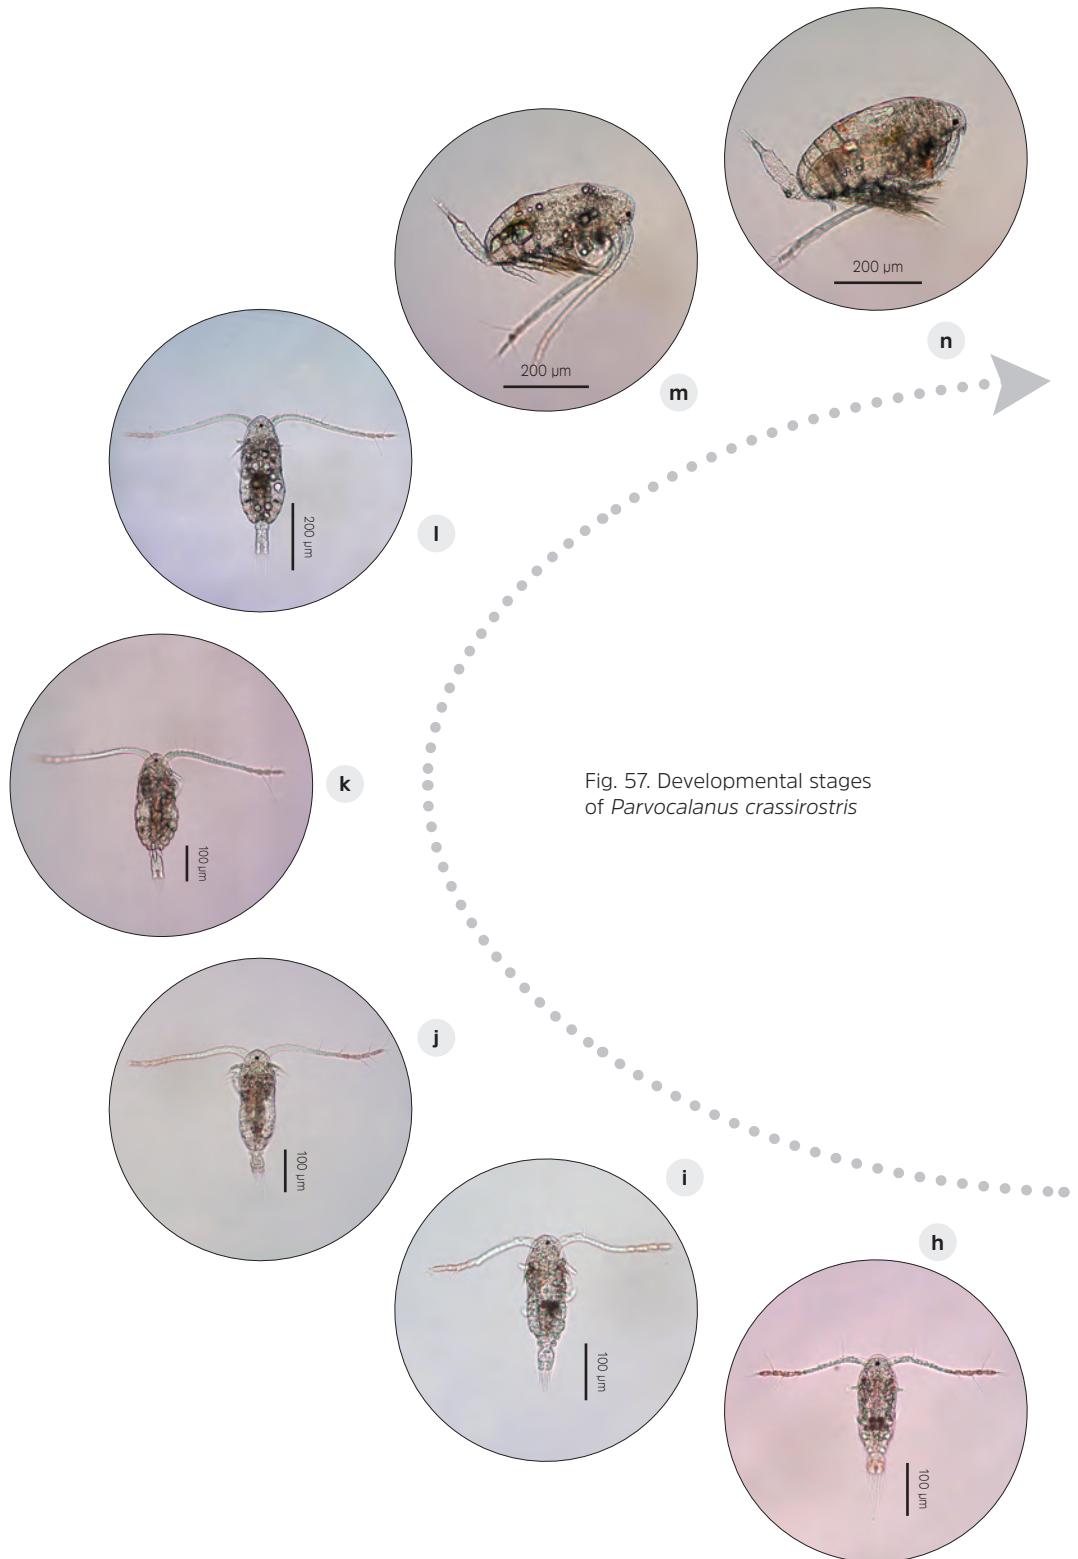 200 µm
n
200 µm
m
200 µm
l
100 µm
k
Fig. 57. Developmental stages
of Parvocalanus crassirostris
100 µm
j
100 µm
i
h
100 µm